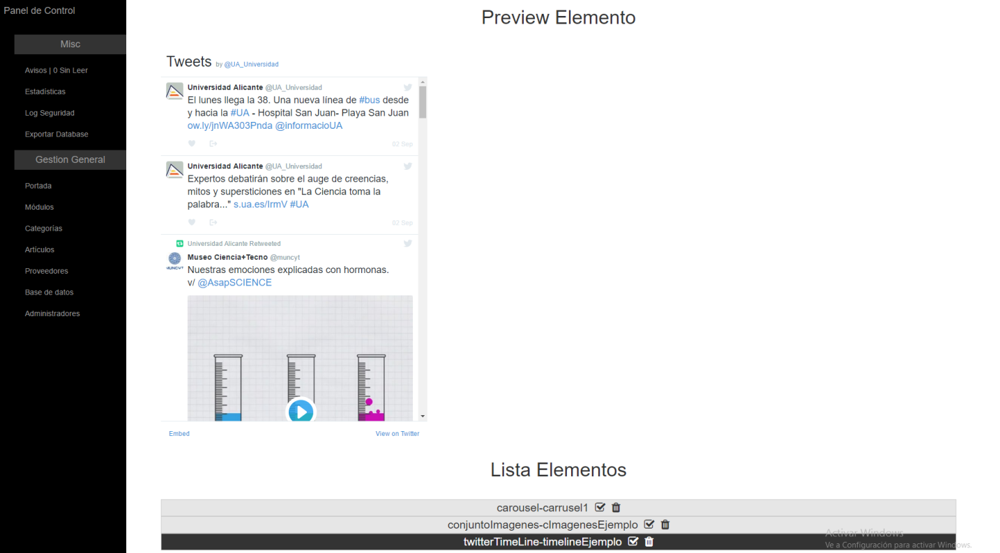 Panel de Control
Misc
Avisos | 0 Sin Leer
Estadísticas
Log Seguridad
Exportar Database
Gestion General
Portada
Módulos
Categorías
Artículos
Proveedores
Base de datos
Administradores
Preview Elemento
Tweets by @UA_Universidad
Universidad Alicante @UA_Universidad
El lunes llega la 38. Una nueva línea de #bus desde
y hacia la #UA - Hospital San Juan- Playa San Juan
ow.ly/jnWA303Pnda @informacioUA
02 Sep
Universidad Alicante @UA_Universidad
Expertos debatirán sobre el auge de creencias,
mitos y supersticiones en "La Ciencia toma la
palabra..." s.ua.es/IrmV #UA
02 Sep
Universidad Alicante Retweeted
Museo Ciencia+Tecno @muncyt
MUNCYT
Nuestras emociones explicadas con hormonas.
v/ @AsapSCIENCE
Embed
View on Twitter
Lista Elementos
carousel-carrusel1
conjuntoImagenes-cImagenesEjemplo
twitterTimeLine-timelineEjemplo
Activar Windows
Ve a Configuración para activar Windows.